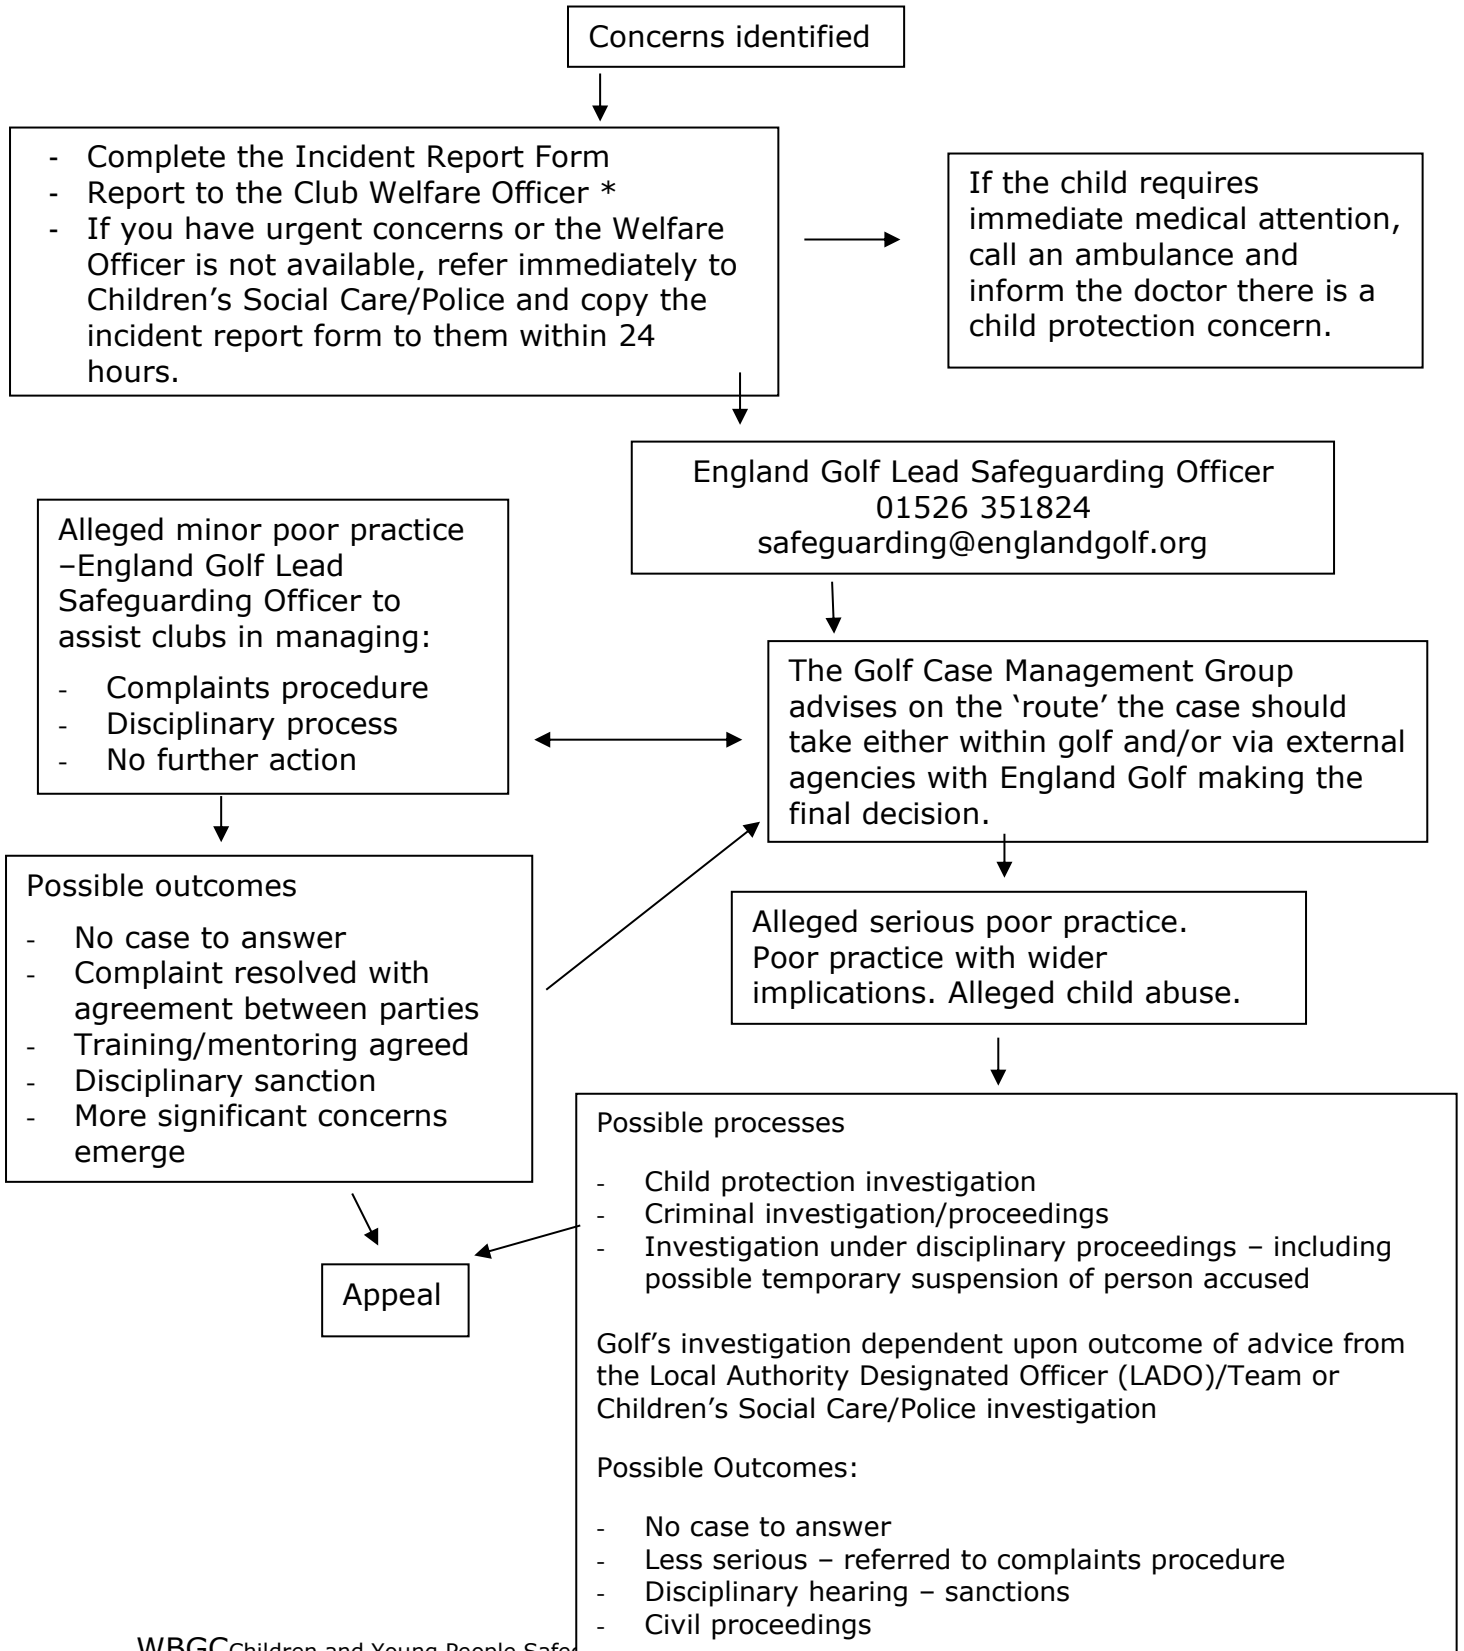 Concerns identified
- Complete the Incident Report Form
- Report to the Club Welfare Officer *
- If you have urgent concerns or the Welfare
Officer is not available, refer immediately to
Children’s Social Care/Police and copy the
incident report form to them within 24
hours.
If the child requires
immediate medical attention,
call an ambulance and
inform the doctor there is a
child protection concern.
England Golf Lead Safeguarding Officer
01526 351824
safeguarding@englandgolf.org
Alleged minor poor practice
–England Golf Lead
Safeguarding Officer to
assist clubs in managing:
- Complaints procedure
- Disciplinary process
- No further action
The Golf Case Management Group
advises on the ‘route’ the case should
take either within golf and/or via external
agencies with England Golf making the
final decision.
Possible outcomes
- No case to answer
- Complaint resolved with
agreement between parties
- Training/mentoring agreed
- Disciplinary sanction
- More significant concerns
emerge
Alleged serious poor practice.
Poor practice with wider
implications. Alleged child abuse.
Possible processes
- Child protection investigation
- Criminal investigation/proceedings
- Investigation under disciplinary proceedings – including
possible temporary suspension of person accused
Golf’s investigation dependent upon outcome of advice from
the Local Authority Designated Officer (LADO)/Team or
Children’s Social Care/Police investigation
Possible Outcomes:
- No case to answer
- Less serious – referred to complaints procedure
- Disciplinary hearing – sanctions
- Civil proceedings
Appeal
WBGC Children and Young People